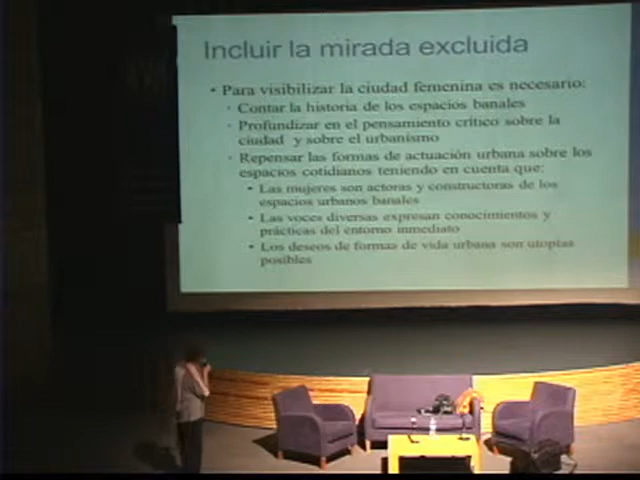 Incluir la mirada excluida
• Para visibilizar la ciudad femenina es necesario:
• Contar la historia de los espacios banales
• Profundizar en el pensamiento crítico sobre la
ciudad y sobre el urbanismo
• Repensar las formas de actuación urbana sobre los
espacios cotidianos teniendo en cuenta que:
• Las mujeres son actoras y constructoras de los
espacios urbanos banales
• Las voces diversas expresan conocimientos y
prácticas del entorno inmediato
• Los deseos de formas de vida urbana son utopías
posibles